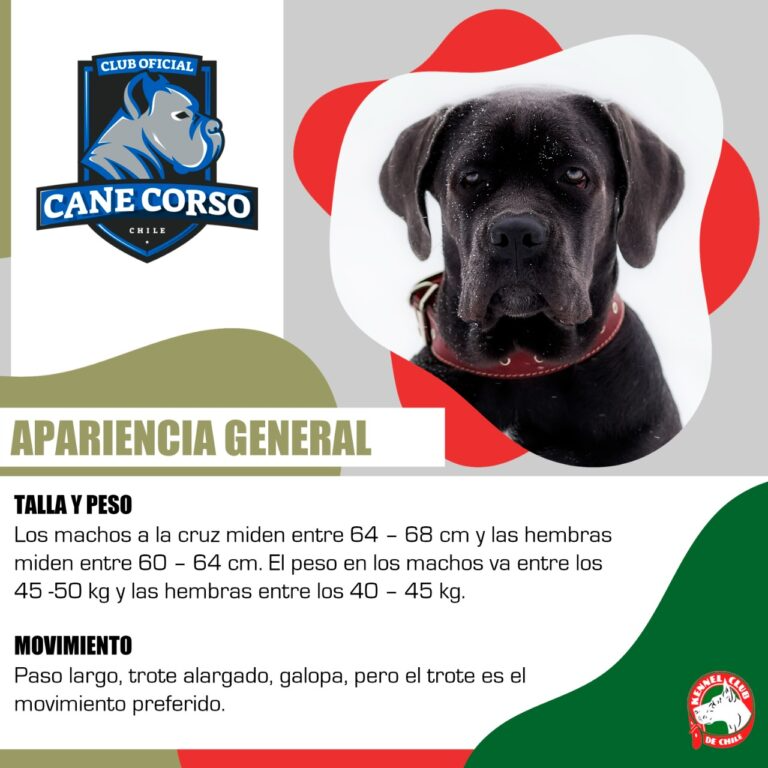 CLUB OFICIAL
CANE CORSO
CHILE
APARIENCIA GENERAL
TALLA Y PESO
Los machos a la cruz miden entre 64 – 68 cm y las hembras
miden entre 60 – 64 cm. El peso en los machos va entre los
45 -50 kg y las hembras entre los 40 – 45 kg.
MOVIMIENTO
Paso largo, trote alargado, galopa, pero el trote es el
movimiento preferido.
KENNEL CLUB
DE CHILE